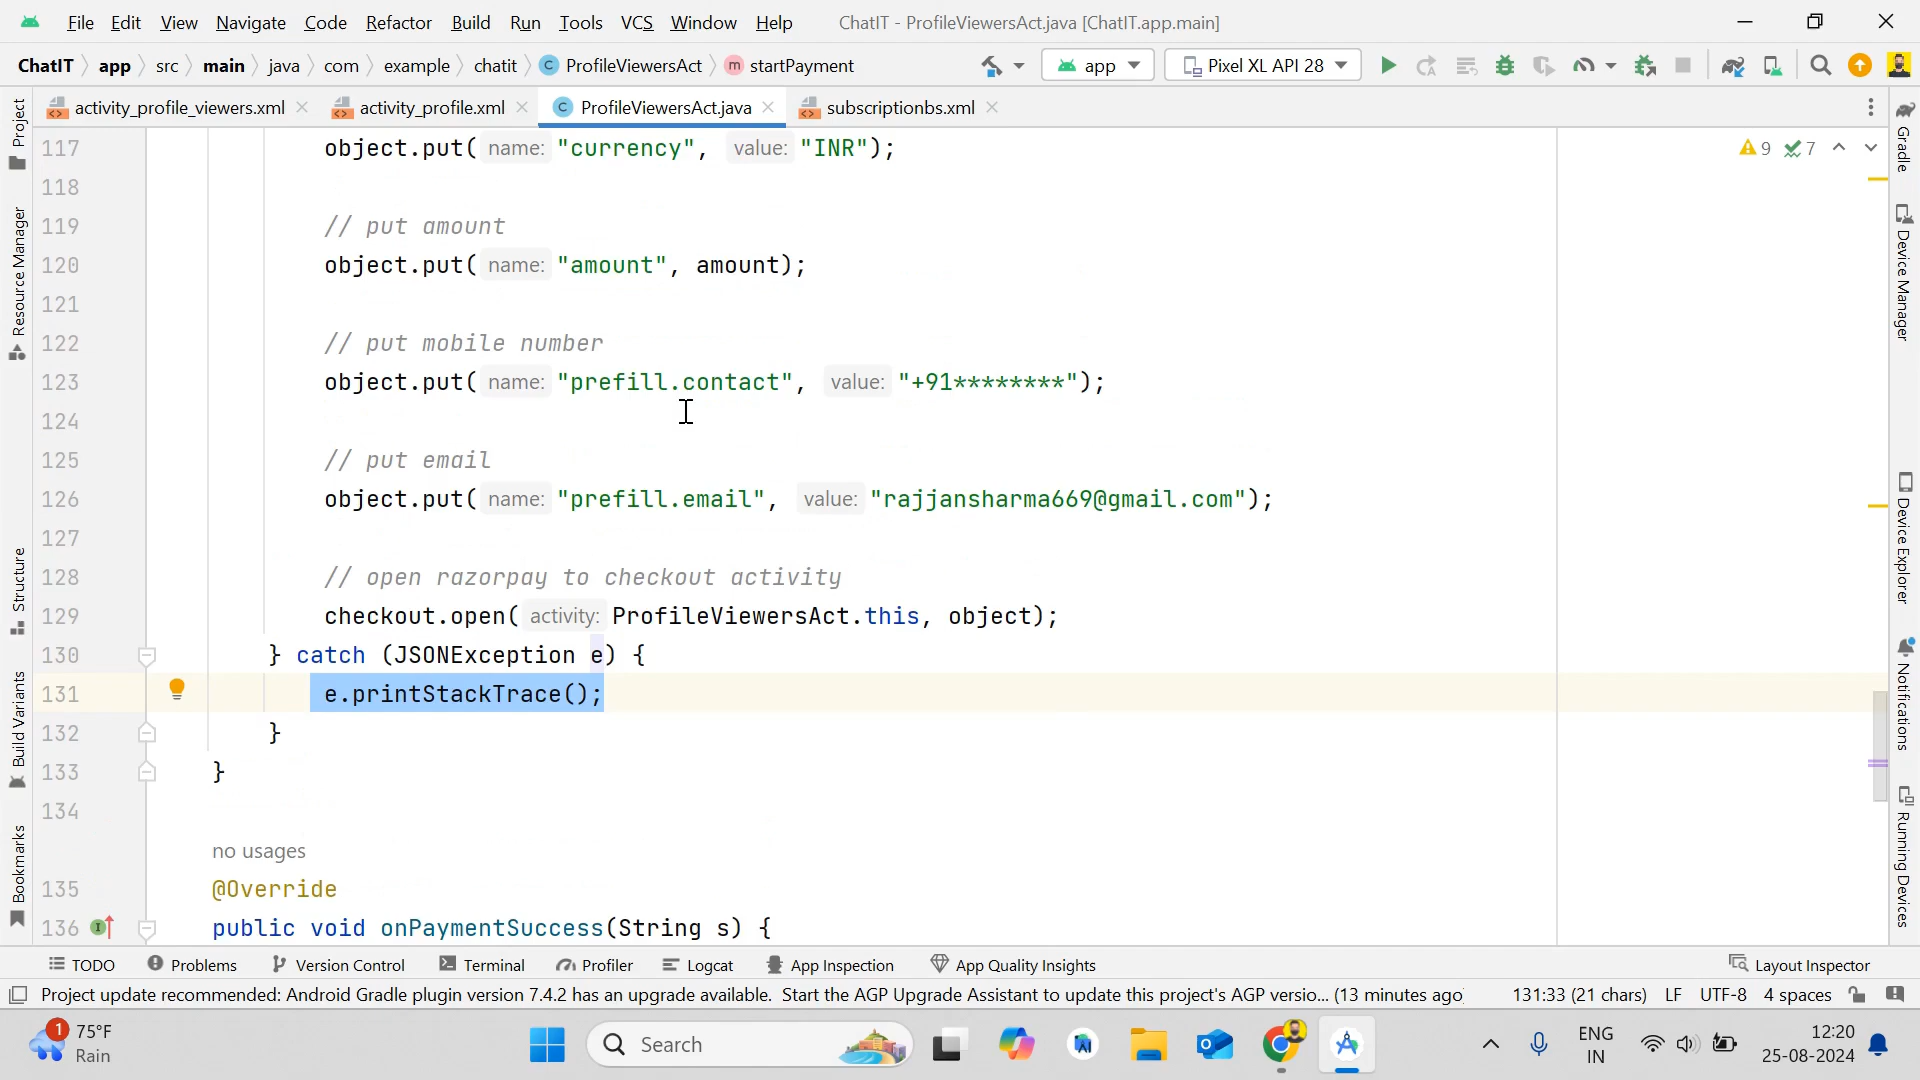 File Edit View Navigate Code Refactor Build Run Tools VCS Window Help ChatIT - ProfileViewersAct.java [ChatIT.app.main]
ChatIT app src main java com example chatit ProfileViewersAct startPayment app Pixel XL API 28
activity_profile_viewers.xml activity_profile.xml ProfileViewersAct.java subscriptionbs.xml
117 object.put( name: "currency", value: "INR"); 9 7
118
119 // put amount
120 object.put( name: "amount", amount);
121
122 // put mobile number
123 object.put( name: "prefill.contact", value: "+91********");
124
125 // put email
126 object.put( name: "prefill.email", value: "rajjansharma669@gmail.com");
127
128 // open razorpay to checkout activity
129 checkout.open( activity: ProfileViewersAct.this, object);
130 } catch (JSONException e) {
131 e.printStackTrace();
132 }
133 }
134
no usages
135 @Override
136 public void onPaymentSuccess(String s) {
Project
Resource Manager
Structure
Build Variants
Bookmarks
Gradle
Device Manager
Device Explorer
Notifications
Running Devices
TODO Problems Version Control Terminal Profiler Logcat App Inspection App Quality Insights Layout Inspector
Project update recommended: Android Gradle plugin version 7.4.2 has an upgrade available. Start the AGP Upgrade Assistant to update this project's AGP versio... (13 minutes ago) 131:33 (21 chars) LF UTF-8 4 spaces
1 75°F
Rain
Search
ENG
IN
12:20
25-08-2024